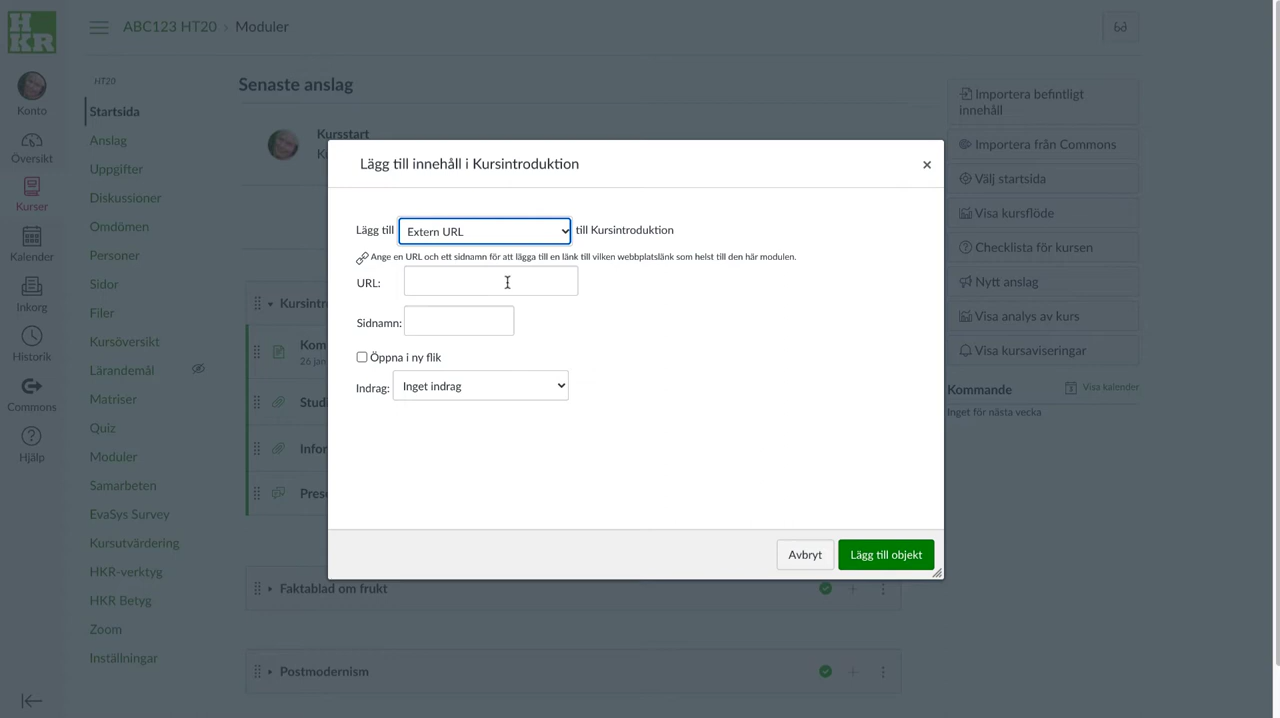 HKR
ABC123 HT20 › Moduler
Konto
Översikt
Kurser
Kalender
Inkorg
Historik
Commons
Hjälp
HT20
Startsida
Anslag
Uppgifter
Diskussioner
Omdömen
Personer
Sidor
Filer
Kursöversikt
Lärandemål
Matriser
Quiz
Moduler
Samarbeten
EvaSys Survey
Kursutvärdering
HKR-verktyg
HKR Betyg
Zoom
Inställningar
Senaste anslag
Kursstart
Lägg till innehåll i Kursintroduktion
×
Lägg till Extern URL till Kursintroduktion
Ange en URL och ett sidnamn för att lägga till en länk till vilken webbplatslänk som helst till den här modulen.
URL:
Sidnamn:
Öppna i ny flik
Indrag: Inget indrag
Avbryt Lägg till objekt
26 jan
Faktablad om frukt
Postmodernism
Importera befintligt
innehåll
Importera från Commons
Välj startsida
Visa kursflöde
Checklista för kursen
Nytt anslag
Visa analys av kurs
Visa kursaviseringar
Kommande Visa kalender
Inget för nästa vecka